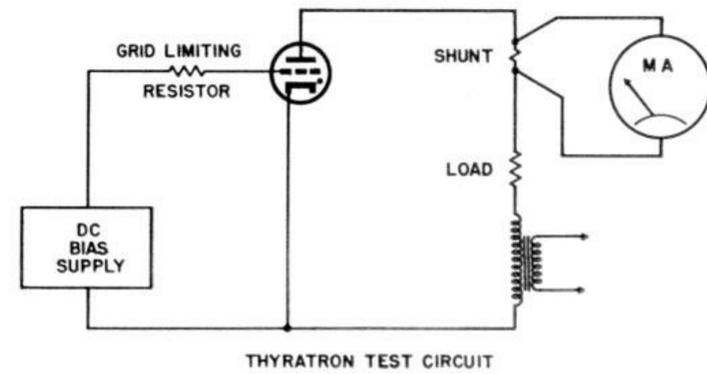 GRID LIMITING
RESISTOR
SHUNT
MA
LOAD
DC
BIAS
SUPPLY
THYRATRON TEST CIRCUIT